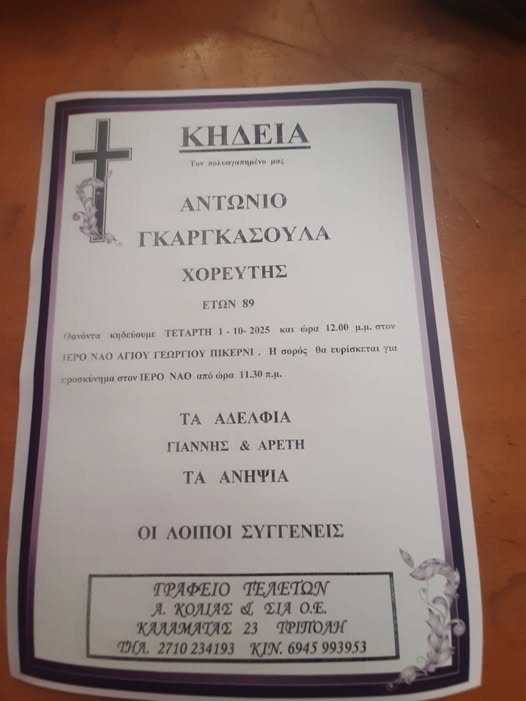 ΚΗΔΕΙΑ
Τον πολυαγαπημένο μας
ΑΝΤΩΝΙΟ
ΓΚΑΡΓΚΑΣΟΥΛΑ
ΧΟΡΕΥΤΗΣ
ΕΤΩΝ 89
Θανόντα κηδεύουμε ΤΕΤΑΡΤΗ 1 - 10- 2025 και ώρα 12.00 μ.μ. στον
ΙΕΡΟ ΝΑΟ ΑΓΙΟΥ ΓΕΩΡΓΙΟΥ ΠΙΚΕΡΝΙ . Η σορός θα ευρίσκεται για
προσκύνημα στον ΙΕΡΟ ΝΑΟ από ώρα 11.30 π.μ.
ΤΑ ΑΔΕΛΦΙΑ
ΓΙΑΝΝΗΣ & ΑΡΕΤΗ
ΤΑ ΑΝΗΨΙΑ
ΟΙ ΛΟΙΠΟΙ ΣΥΓΓΕΝΕΙΣ
ΓΡΑΦΕΙΟ ΤΕΛΕΤΩΝ
Α. ΚΟΛΙΑΣ & ΣΙΑ Ο.Ε.
ΚΑΛΑΜΑΤΑΣ 23 ΤΡΙΠΟΛΗ
ΤΗΛ. 2710 234193 ΚΙΝ. 6945 993953